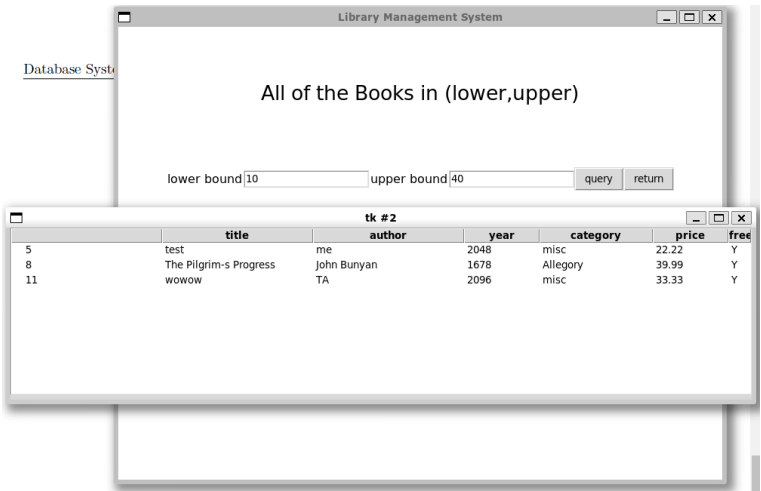 Library Management System
Database Syst
All of the Books in (lower,upper)
lower bound 10 upper bound 40 query return
tk #2
title author year category price free
5 test me 2048 misc 22.22 Y
8 The Pilgrim-s Progress John Bunyan 1678 Allegory 39.99 Y
11 wowow TA 2096 misc 33.33 Y